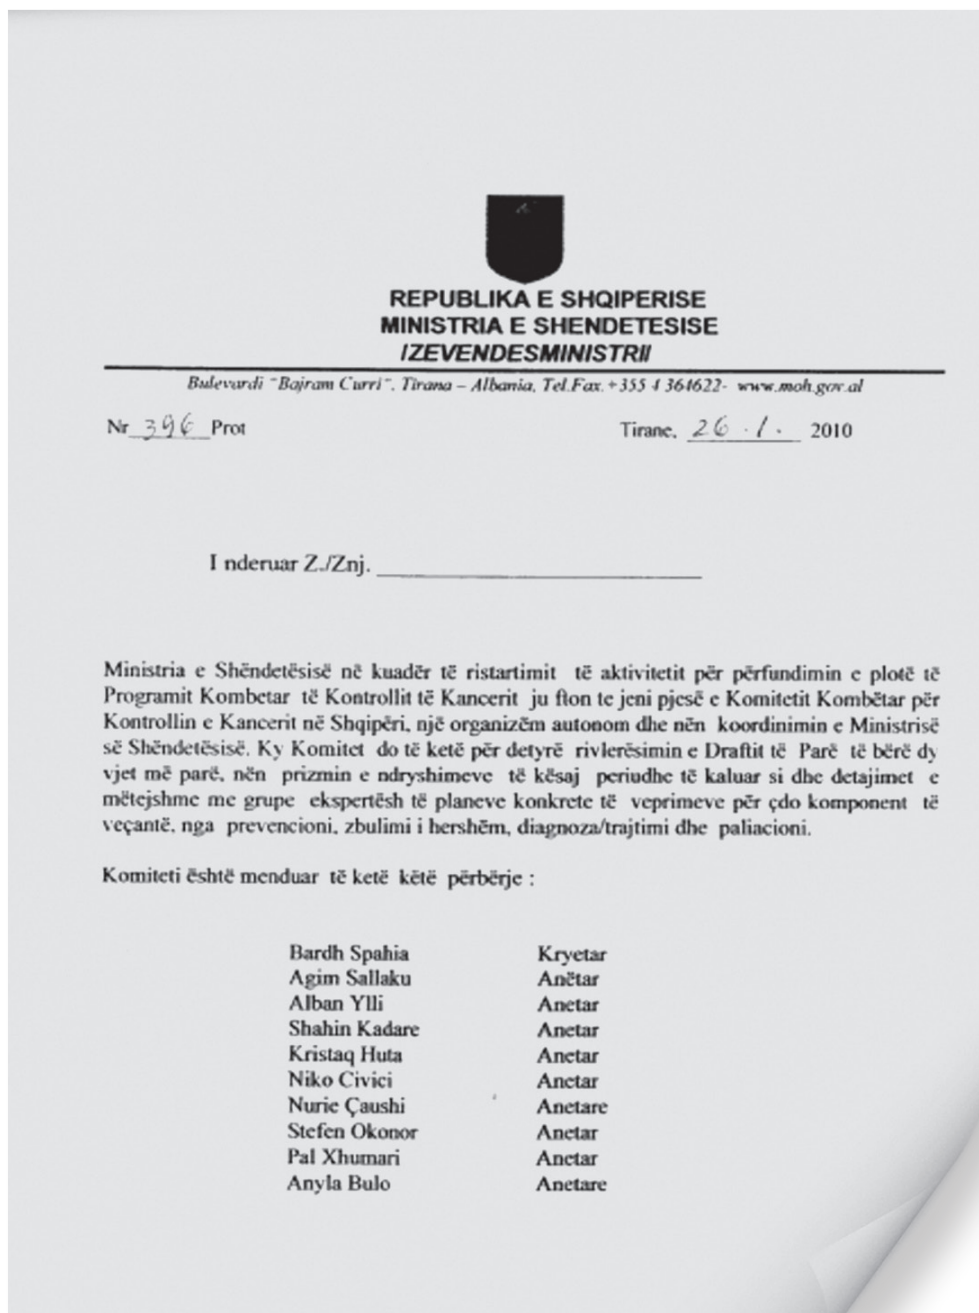 REPUBLIKA E SHQIPERISE
MINISTRIA E SHENDETESISE
/ZEVENDESMINISTRI/
Bulevardi "Bajram Curri", Tirana – Albania, Tel.Fax.+355 4 364622- www.moh.gov.al
Nr 396 Prot Tirane, 26 . 1 . 2010
I nderuar Z./Znj.
Ministria e Shëndetësisë në kuadër të ristartimit të aktivitetit për përfundimin e plotë të
Programit Kombetar të Kontrollit të Kancerit ju fton te jeni pjesë e Komitetit Kombëtar për
Kontrollin e Kancerit në Shqipëri, një organizëm autonom dhe nën koordinimin e Ministrisë
së Shëndetësisë. Ky Komitet do të ketë për detyrë rivlerësimin e Draftit të Parë të bërë dy
vjet më parë, nën prizmin e ndryshimeve të kësaj periudhe të kaluar si dhe detajimet e
mëtejshme me grupe ekspertësh të planeve konkrete të veprimeve për çdo komponent të
veçantë, nga prevencioni, zbulimi i hershëm, diagnoza/trajtimi dhe paliacioni.
Komiteti është menduar të ketë këtë përbërje :
Bardh Spahia Kryetar
Agim Sallaku Anëtar
Alban Ylli Anetar
Shahin Kadare Anetar
Kristaq Huta Anetar
Niko Civici Anetar
Nurie Çaushi Anetare
Stefen Okonor Anetar
Pal Xhumari Anetar
Anyla Bulo Anetare